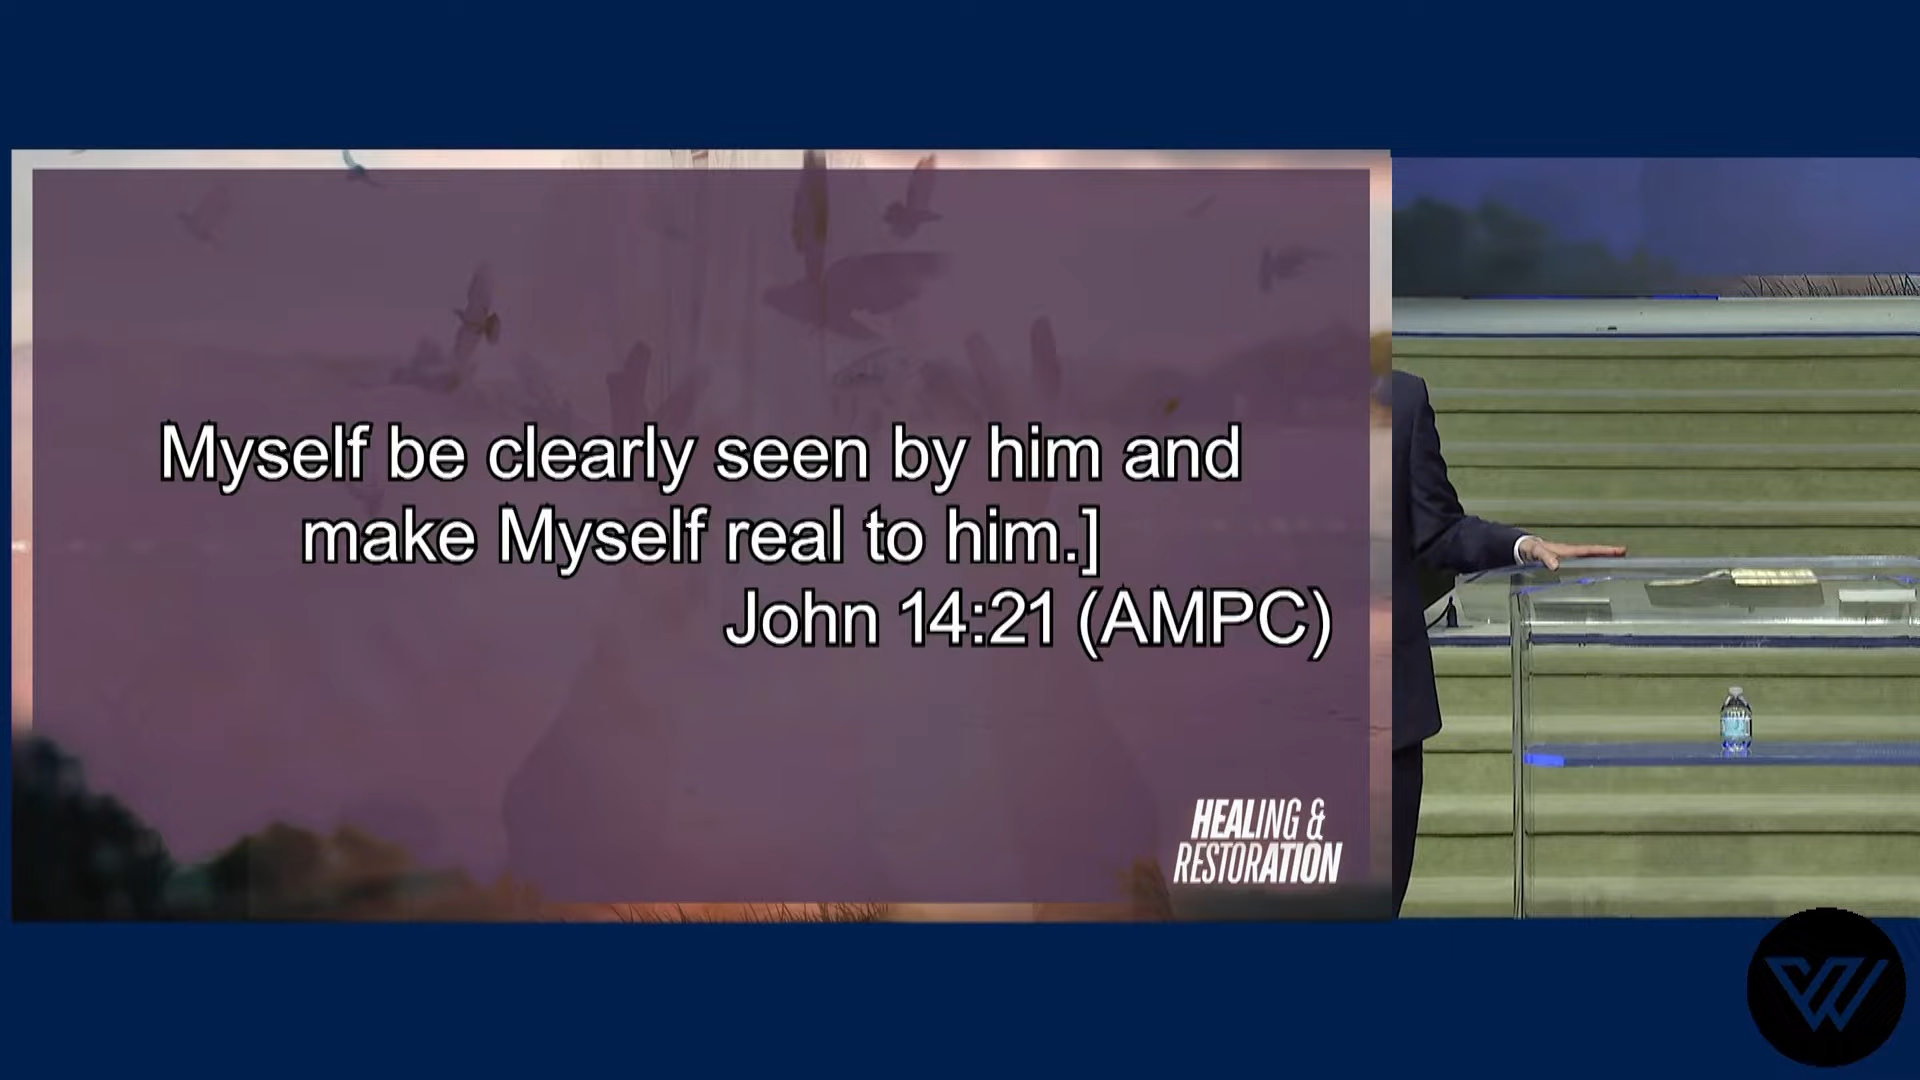 Myself be clearly seen by him and
make Myself real to him.]
John 14:21 (AMPC)
HEALING &
RESTORATION